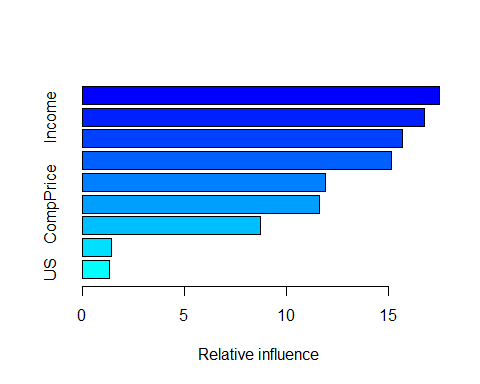 Income
CompPrice
US
0 5 10 15
Relative influence